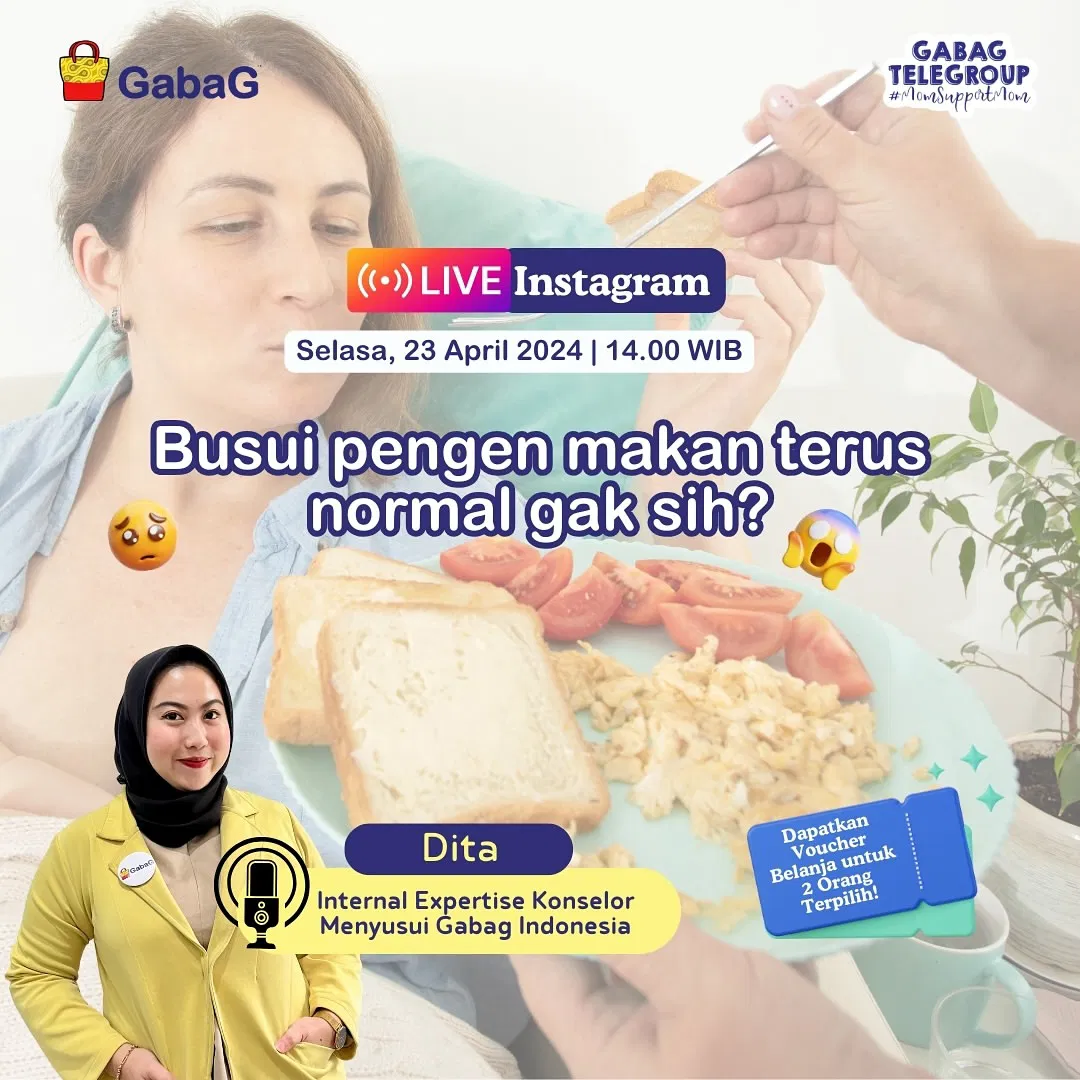 GabaG
GABAG
TELEGROUP
#MomSupportMom
LIVE Instagram
Selasa, 23 April 2024 | 14.00 WIB
Busui pengen makan terus
normal gak sih?
GabaG
Dita
Internal Expertise Konselor
Menyusui Gabag Indonesia
Dapatkan
Voucher
Belanja untuk
2 Orang
Terpilih!